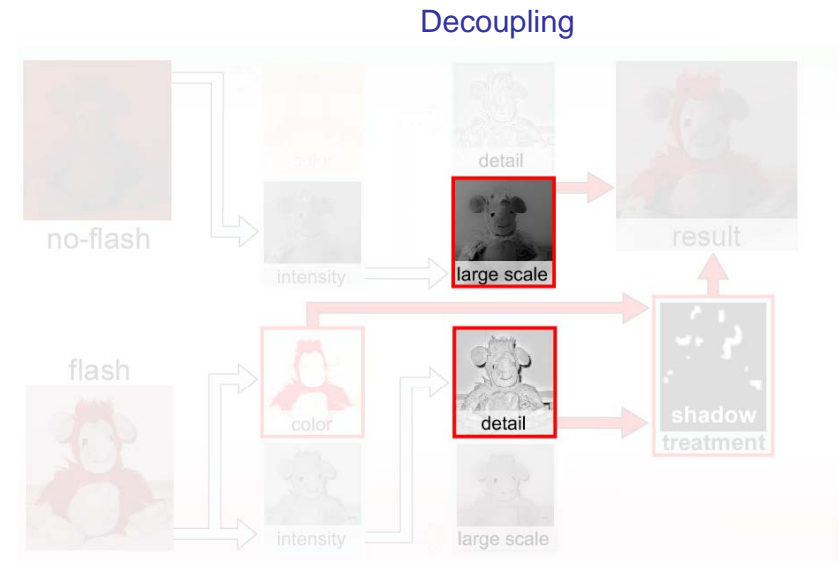 Decoupling
color
detail
no-flash
intensity
large scale
result
flash
color
detail
shadow
treatment
intensity
large scale